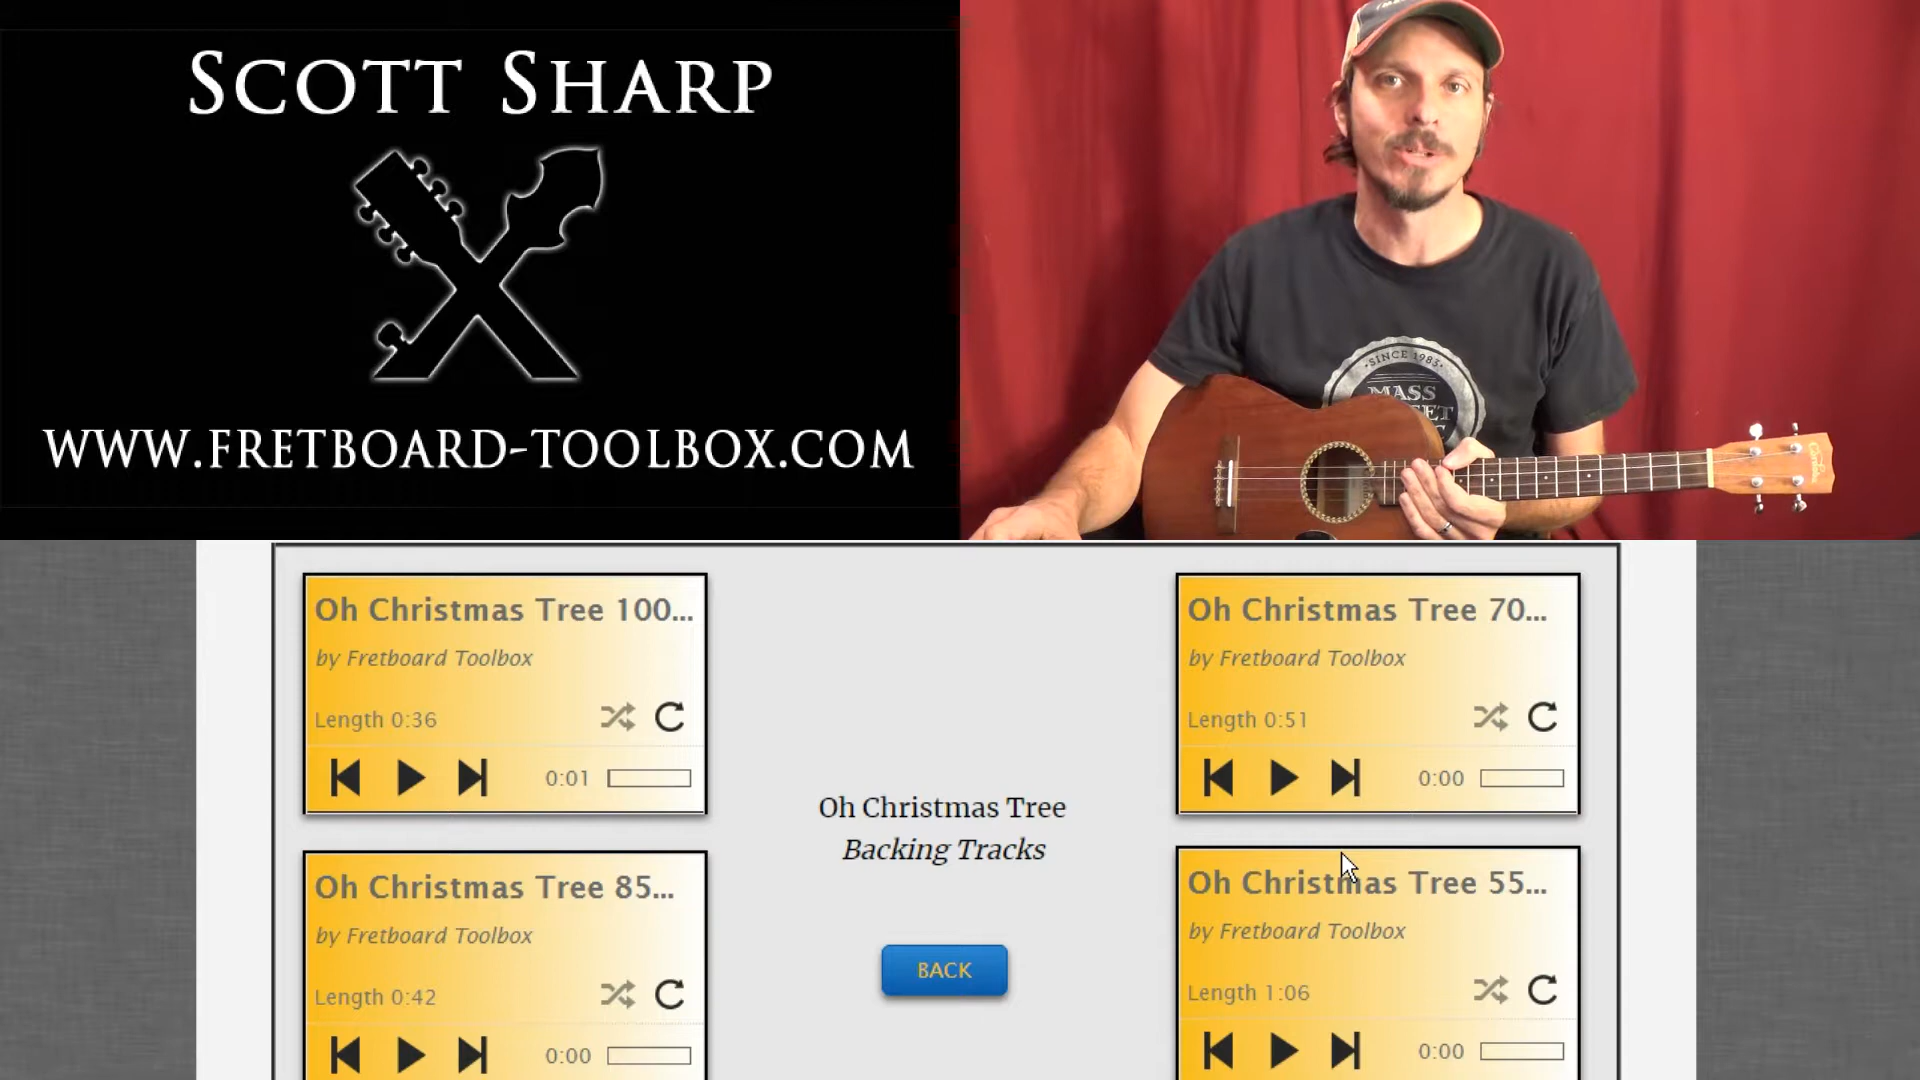 SCOTT SHARP
WWW.FRETBOARD-TOOLBOX.COM
SINCE 1983
MASS
Oh Christmas Tree 100...
by Fretboard Toolbox
Length 0:36
0:01
Oh Christmas Tree 85...
by Fretboard Toolbox
Length 0:42
0:00
Oh Christmas Tree
Backing Tracks
BACK
Oh Christmas Tree 70...
by Fretboard Toolbox
Length 0:51
0:00
Oh Christmas Tree 55...
by Fretboard Toolbox
Length 1:06
0:00